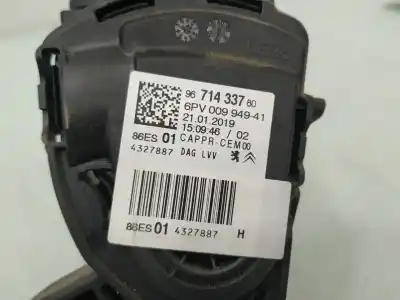 96 714 337 80
6PV 009 949-41
21.01.2019
15:09:46 / 02
86ES 01 CAPPR-CEM00
4327887 DAG LVV
86ES 01 4327887 H